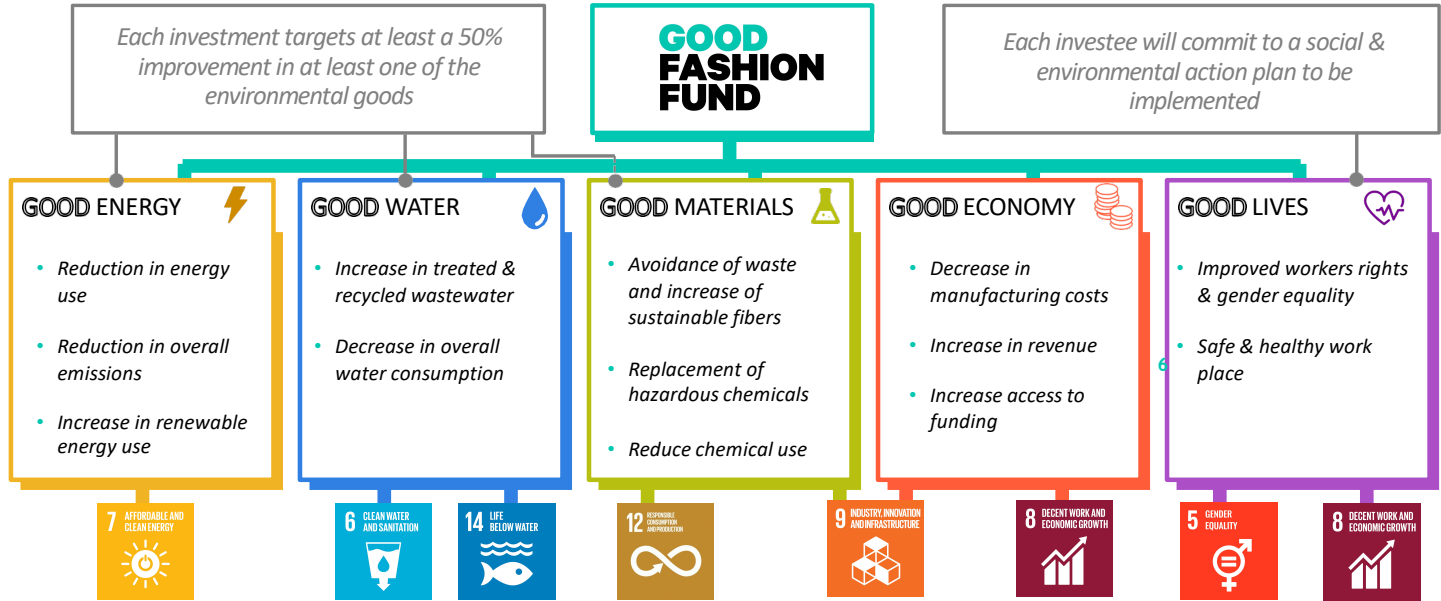 Each investment targets at least a 50%
improvement in at least one of the
environmental goods
GOOD
FASHION
FUND
Each investee will commit to a social &
environmental action plan to be
implemented
GOOD ENERGY
• Reduction in energy
use
• Reduction in overall
emissions
• Increase in renewable
energy use
GOOD WATER
• Increase in treated &
recycled wastewater
• Decrease in overall
water consumption
GOOD MATERIALS
• Avoidance of waste
and increase of
sustainable fibers
• Replacement of
hazardous chemicals
• Reduce chemical use
GOOD ECONOMY
• Decrease in
manufacturing costs
• Increase in revenue
• Increase access to
funding
GOOD LIVES
• Improved workers rights
& gender equality
• Safe & healthy work
place
7 AFFORDABLE AND
CLEAN ENERGY
6 CLEAN WATER
AND SANITATION
14 LIFE
BELOW WATER
12 RESPONSIBLE
CONSUMPTION
AND PRODUCTION
9 INDUSTRY, INNOVATION
AND INFRASTRUCTURE
8 DECENT WORK AND
ECONOMIC GROWTH
5 GENDER
EQUALITY
8 DECENT WORK AND
ECONOMIC GROWTH